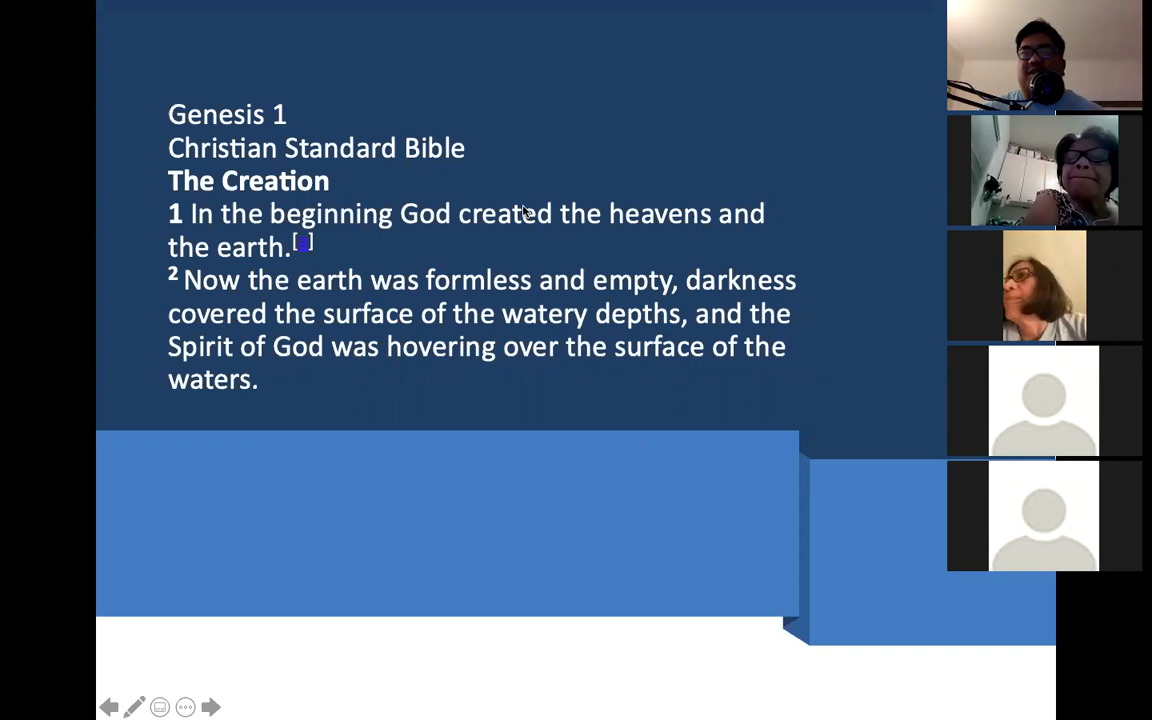 Genesis 1
Christian Standard Bible
The Creation
1 In the beginning God created the heavens and
the earth.[ ]
2 Now the earth was formless and empty, darkness
covered the surface of the watery depths, and the
Spirit of God was hovering over the surface of the
waters.